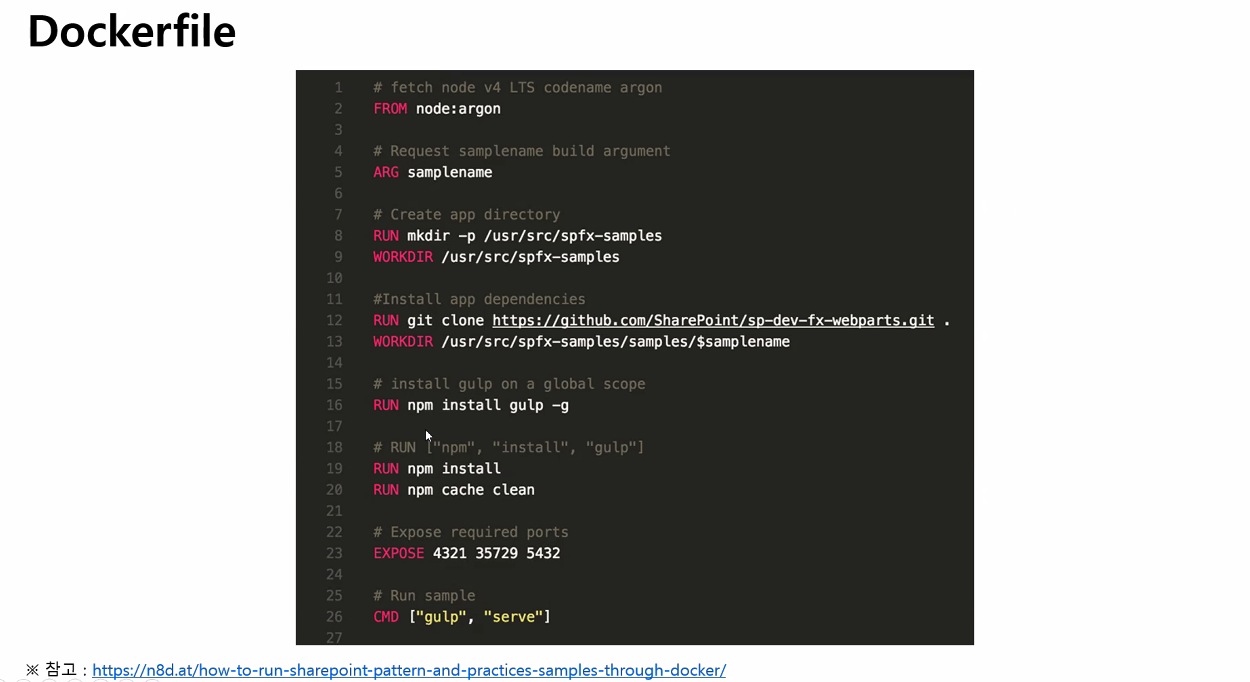 Dockerfile
1 # fetch node v4 LTS codename argon
2 FROM node:argon
3
4 # Request samplename build argument
5 ARG samplename
6
7 # Create app directory
8 RUN mkdir -p /usr/src/spfx-samples
9 WORKDIR /usr/src/spfx-samples
10
11 #Install app dependencies
12 RUN git clone https://github.com/SharePoint/sp-dev-fx-webparts.git .
13 WORKDIR /usr/src/spfx-samples/samples/$samplename
14
15 # install gulp on a global scope
16 RUN npm install gulp -g
17
18 # RUN ["npm", "install", "gulp"]
19 RUN npm install
20 RUN npm cache clean
21
22 # Expose required ports
23 EXPOSE 4321 35729 5432
24
25 # Run sample
26 CMD ["gulp", "serve"]
27
※ 참고 : https://n8d.at/how-to-run-sharepoint-pattern-and-practices-samples-through-docker/